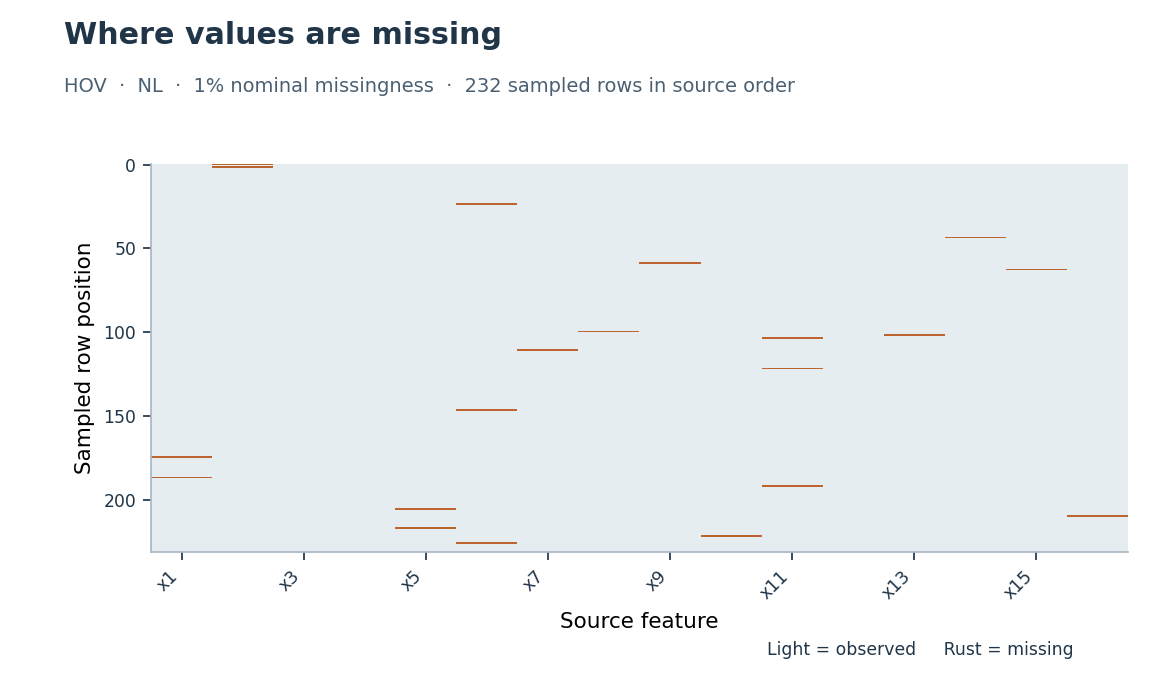 Where values are missing
HOV · NL · 1% nominal missingness · 232 sampled rows in source order
0
50
100
150
200
Sampled row position
x1
x3
x5
x7
x9
x11
x13
x15
Source feature
Light = observed Rust = missing